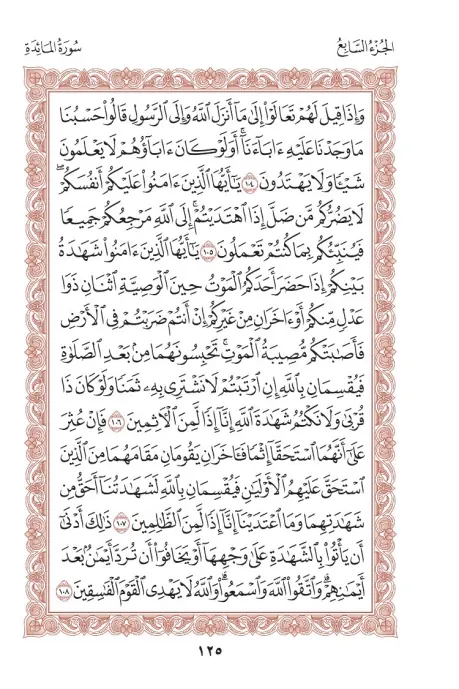 الجزء السابع
سورة المائدة
وَإِذَا قِيلَ لَهُمْ تَعَالَوْا۟ إِلَىٰ مَآ أَنزَلَ ٱللَّهُ وَإِلَى ٱلرَّسُولِ قَالُوا۟ حَسْبُنَا
مَا وَجَدْنَا عَلَيْهِ ءَابَآءَنَآ ۚ أَوَلَوْ كَانَ ءَابَآؤُهُمْ لَا يَعْلَمُونَ
شَيْـًٔا وَلَا يَهْتَدُونَ ١٠٤ يَـٰٓأَيُّهَا ٱلَّذِينَ ءَامَنُوا۟ عَلَيْكُمْ أَنفُسَكُمْ ۖ
لَا يَضُرُّكُم مَّن ضَلَّ إِذَا ٱهْتَدَيْتُمْ ۚ إِلَى ٱللَّهِ مَرْجِعُكُمْ جَمِيعًا
فَيُنَبِّئُكُم بِمَا كُنتُمْ تَعْمَلُونَ ١٠٥ يَـٰٓأَيُّهَا ٱلَّذِينَ ءَامَنُوا۟ شَهَـٰدَةُ
بَيْنِكُمْ إِذَا حَضَرَ أَحَدَكُمُ ٱلْمَوْتُ حِينَ ٱلْوَصِيَّةِ ٱثْنَانِ ذَوَا
عَدْلٍ مِّنكُمْ أَوْ ءَاخَرَانِ مِنْ غَيْرِكُمْ إِنْ أَنتُمْ ضَرَبْتُمْ فِى ٱلْأَرْضِ
فَأَصَـٰبَتْكُم مُّصِيبَةُ ٱلْمَوْتِ ۚ تَحْبِسُونَهُمَا مِنۢ بَعْدِ ٱلصَّلَوٰةِ
فَيُقْسِمَانِ بِٱللَّهِ إِنِ ٱرْتَبْتُمْ لَا نَشْتَرِى بِهِۦ ثَمَنًا وَلَوْ كَانَ ذَا
قُرْبَىٰ ۙ وَلَا نَكْتُمُ شَهَـٰدَةَ ٱللَّهِ إِنَّآ إِذًا لَّمِنَ ٱلْـَٔاثِمِينَ ١٠٦ فَإِنْ عُثِرَ
عَلَىٰٓ أَنَّهُمَا ٱسْتَحَقَّآ إِثْمًا فَـَٔاخَرَانِ يَقُومَانِ مَقَامَهُمَا مِنَ ٱلَّذِينَ
ٱسْتَحَقَّ عَلَيْهِمُ ٱلْأَوْلَيَـٰنِ فَيُقْسِمَانِ بِٱللَّهِ لَشَهَـٰدَتُنَآ أَحَقُّ مِن
شَهَـٰدَتِهِمَا وَمَا ٱعْتَدَيْنَآ إِنَّآ إِذًا لَّمِنَ ٱلظَّـٰلِمِينَ ١٠٧ ذَٰلِكَ أَدْنَىٰٓ
أَن يَأْتُوا۟ بِٱلشَّهَـٰدَةِ عَلَىٰ وَجْهِهَآ أَوْ يَخَافُوٓا۟ أَن تُرَدَّ أَيْمَـٰنٌۢ بَعْدَ
أَيْمَـٰنِهِمْ ۗ وَٱتَّقُوا۟ ٱللَّهَ وَٱسْمَعُوا۟ ۗ وَٱللَّهُ لَا يَهْدِى ٱلْقَوْمَ ٱلْفَـٰسِقِينَ ١٠٨
١٢٥